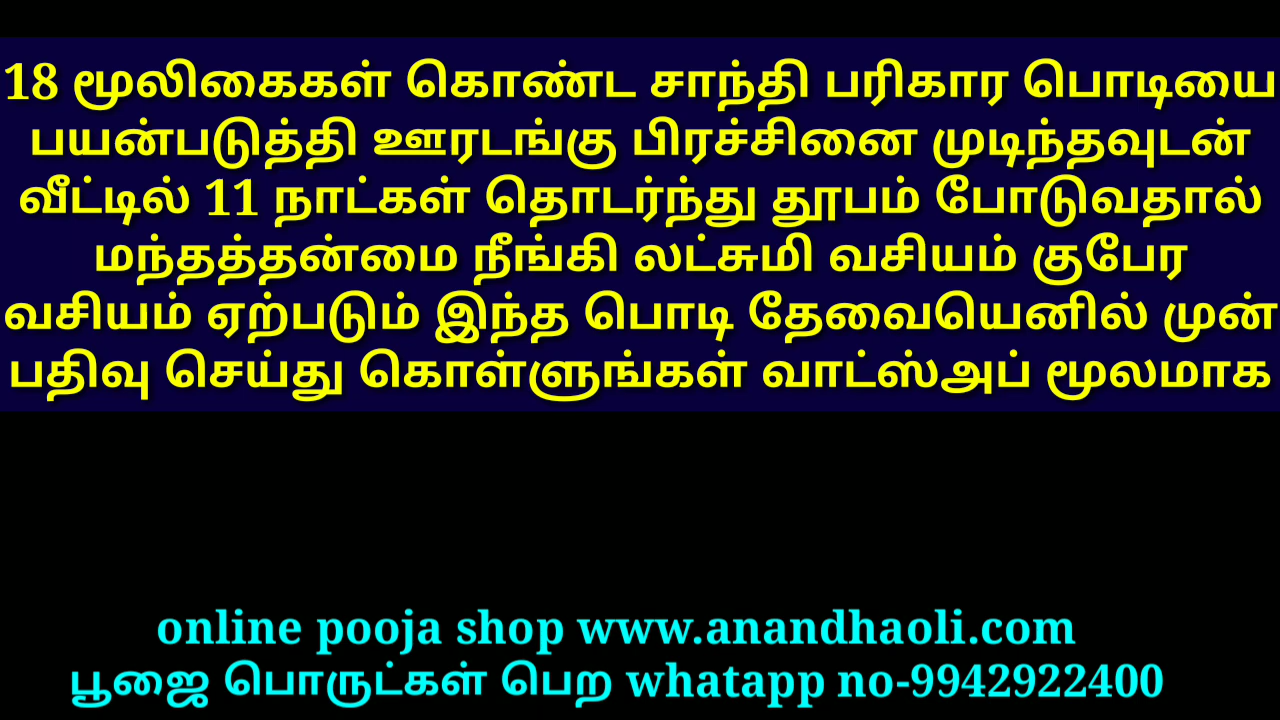 18 மூலிகைகள் கொண்ட சாந்தி பரிகார பொடியை
பயன்படுத்தி ஊரடங்கு பிரச்சினை முடிந்தவுடன்
வீட்டில் 11 நாட்கள் தொடர்ந்து தூபம் போடுவதால்
மந்தத்தன்மை நீங்கி லட்சுமி வசியம் குபேர
வசியம் ஏற்படும் இந்த பொடி தேவையெனில் முன்
பதிவு செய்து கொள்ளுங்கள் வாட்ஸ்அப் மூலமாக
online pooja shop www.anandhaoli.com
பூஜை பொருட்கள் பெற whatapp no-9942922400